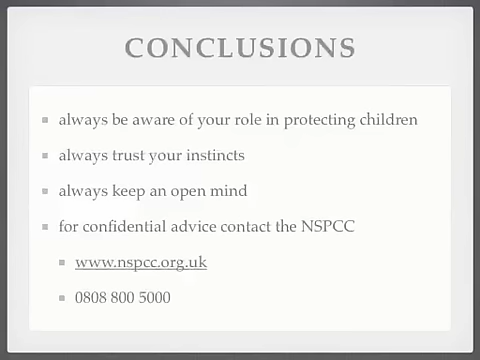 CONCLUSIONS
always be aware of your role in protecting children
always trust your instincts
always keep an open mind
for confidential advice contact the NSPCC
www.nspcc.org.uk
0808 800 5000